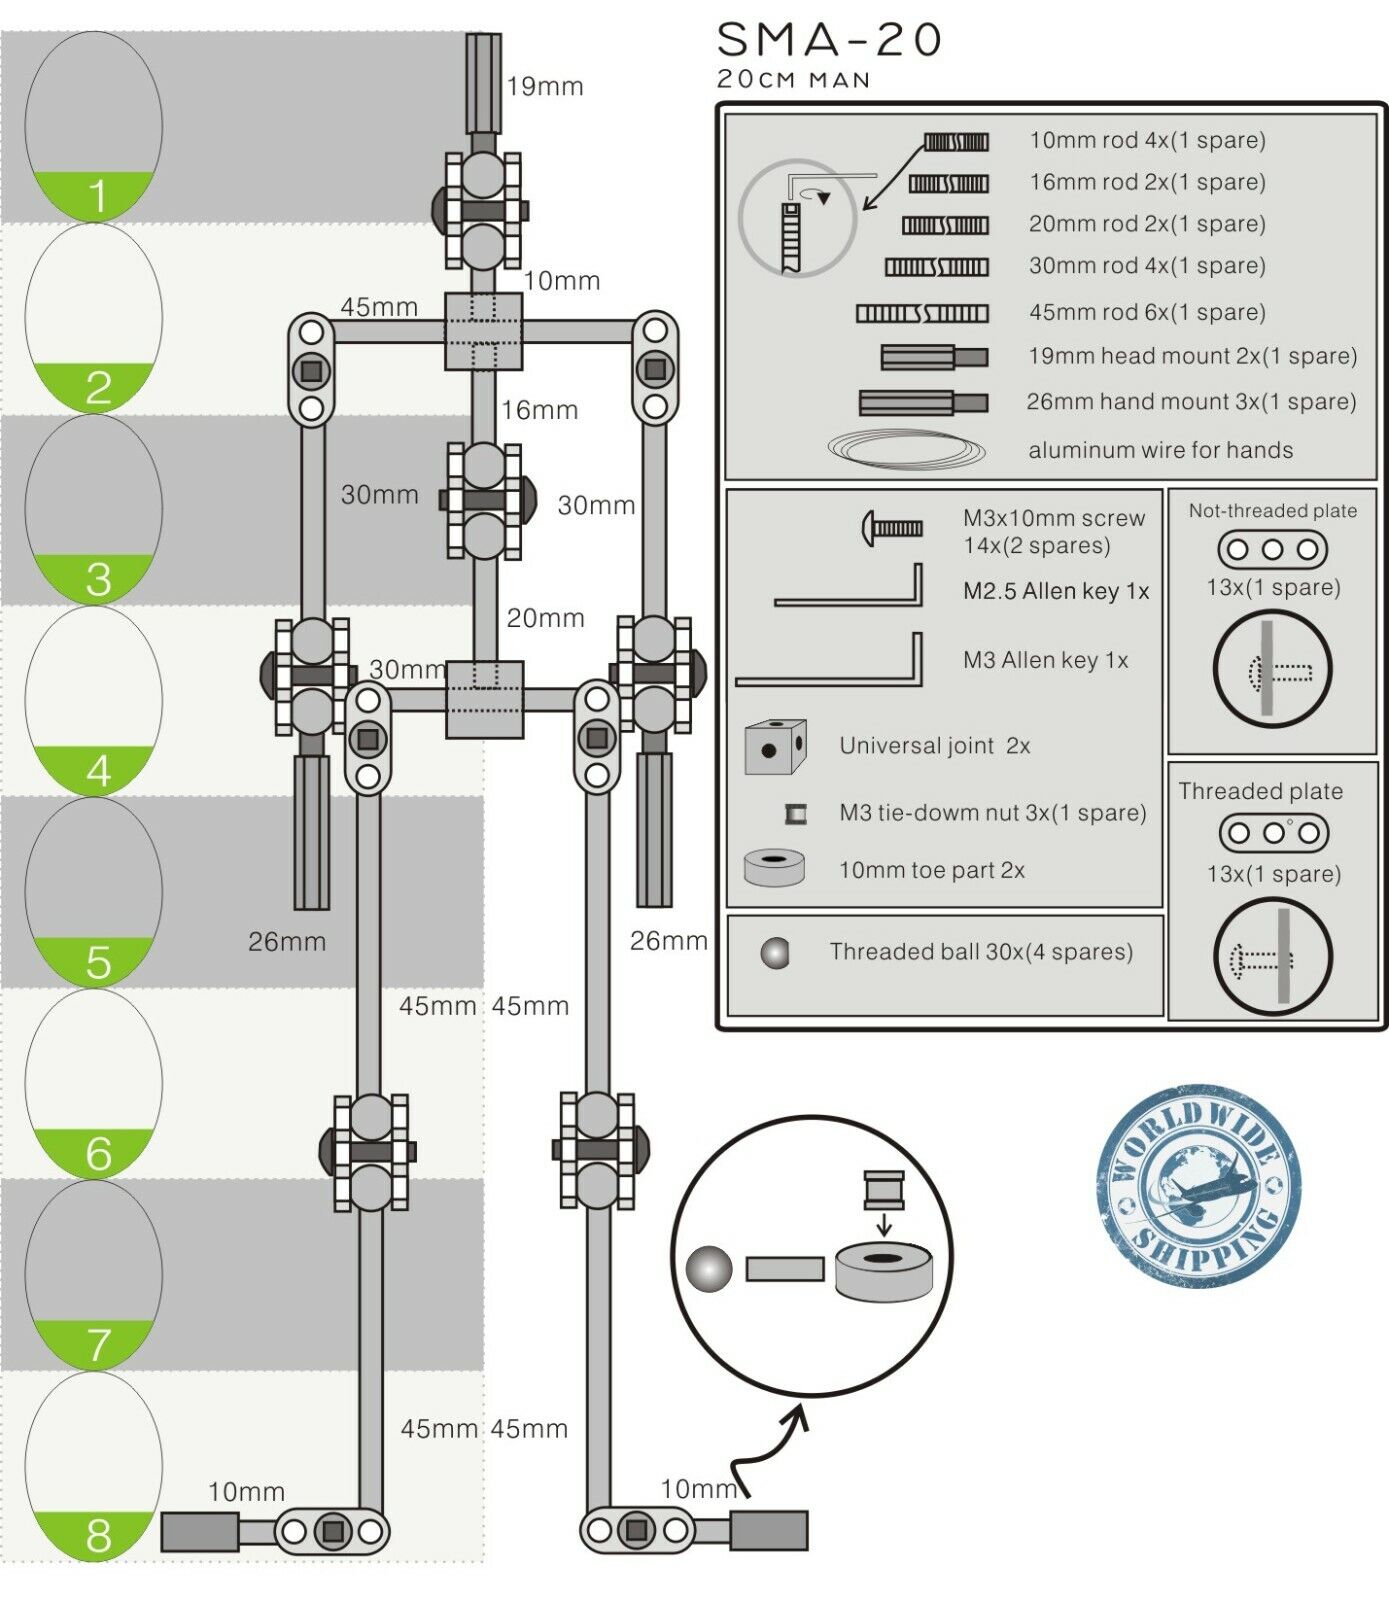 SMA-20
20CM MAN
19mm
10mm
45mm
16mm
30mm
30mm
20mm
30mm
26mm
26mm
45mm 45mm
45mm 45mm
10mm
10mm
1
2
3
4
5
6
7
8
10mm rod 4x(1 spare)
16mm rod 2x(1 spare)
20mm rod 2x(1 spare)
30mm rod 4x(1 spare)
45mm rod 6x(1 spare)
19mm head mount 2x(1 spare)
26mm hand mount 3x(1 spare)
aluminum wire for hands
M3x10mm screw
14x(2 spares)
M2.5 Allen key 1x
M3 Allen key 1x
Universal joint 2x
M3 tie-dowm nut 3x(1 spare)
10mm toe part 2x
Threaded ball 30x(4 spares)
Not-threaded plate
13x(1 spare)
Threaded plate
13x(1 spare)
WORLDWIDE
SHIPPING